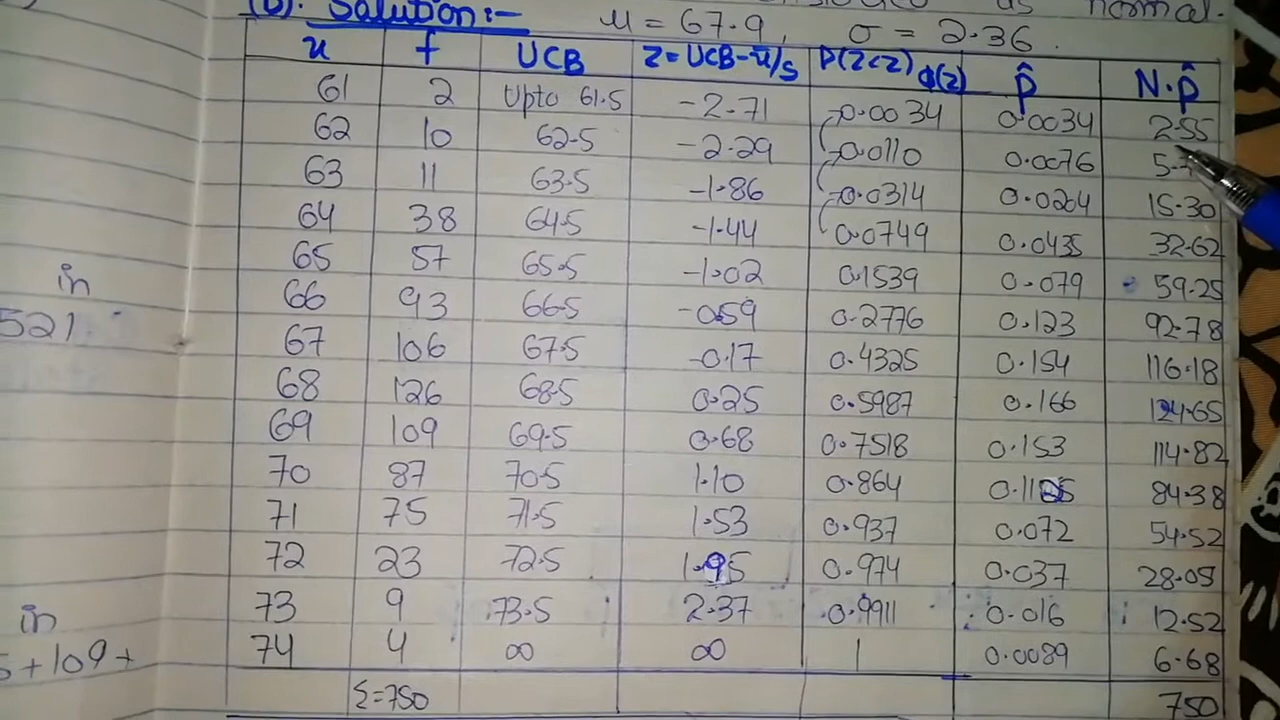 as normal.
(b). Solution:- μ = 67.9, σ = 2.36.
x f UCB Z=UCB-x̄/S P(Z<z) φ(z) p̂ N.p̂
61 2 Upto 61.5 -2.71 0.0034 0.0034 2.55
62 10 62.5 -2.29 0.0110 0.0076
63 11 63.5 -1.86 0.0314 0.0204 15.30
64 38 64.5 -1.44 0.0749 0.0435 32.62
65 57 65.5 -1.02 0.1539 0.079 59.25
in
66 93 66.5 -0.59 0.2776 0.123 92.78
521
67 106 67.5 -0.17 0.4325 0.154 116.18
68 126 68.5 0.25 0.5987 0.166 124.65
69 109 69.5 0.68 0.7518 0.153 114.82
70 87 70.5 1.10 0.864 0.1125 84.38
71 75 71.5 1.53 0.937 0.072 54.52
72 23 72.5 1.95 0.974 0.037 28.05
73 9 73.5 2.37 0.9911 0.016 12.52
in
74 4 ∞ ∞ 1 0.0089 6.68
5+109+
Σ=750 750